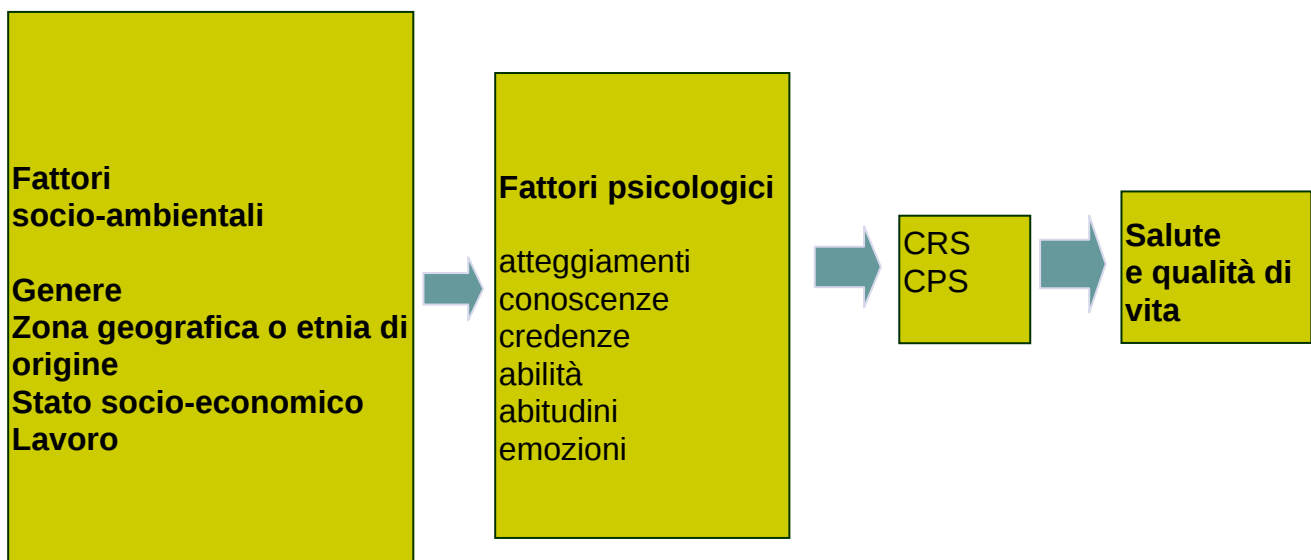 Fattori
socio-ambientali
Genere
Zona geografica o etnia di
origine
Stato socio-economico
Lavoro
Fattori psicologici
atteggiamenti
conoscenze
credenze
abilità
abitudini
emozioni
CRS
CPS
Salute
e qualità di
vita